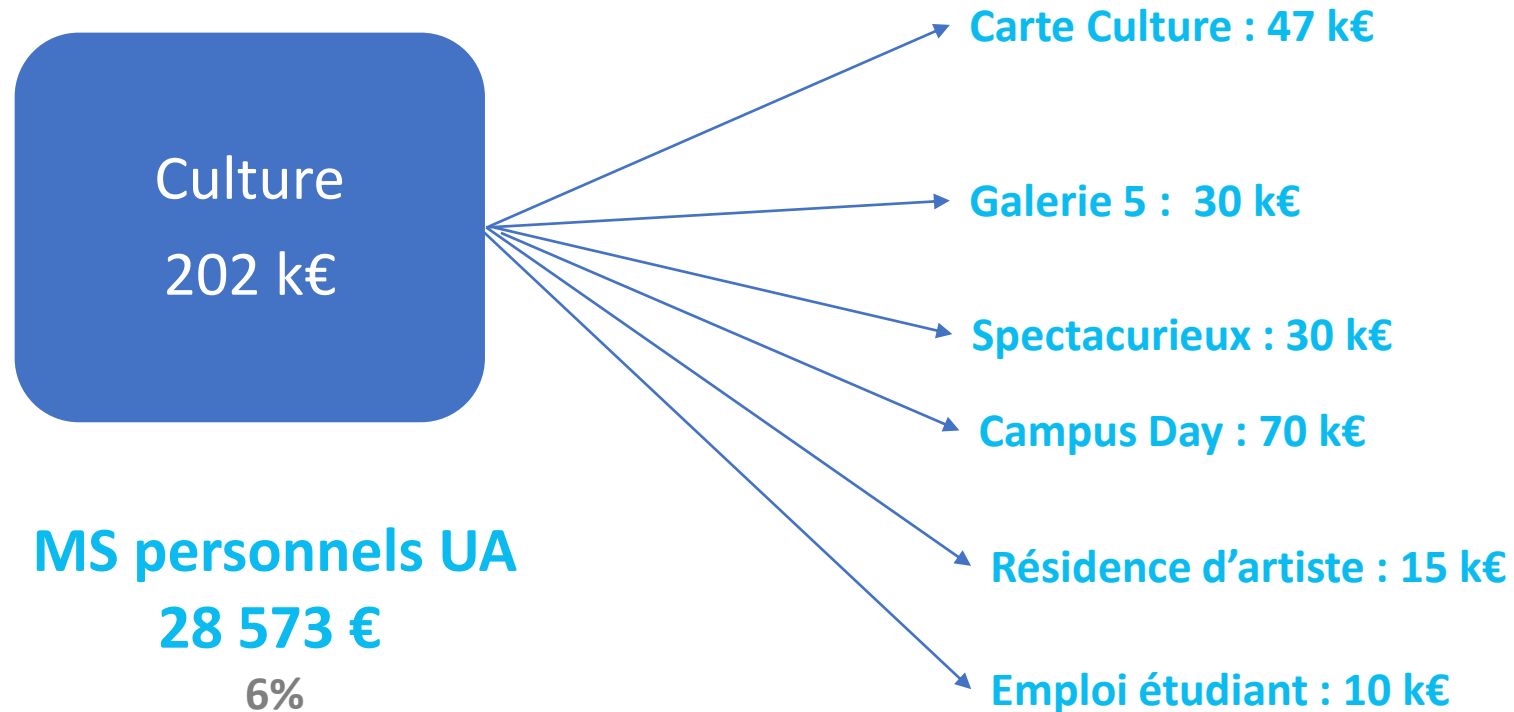 Culture
202 k€
MS personnels UA
28 573 €
6%
Carte Culture : 47 k€
Galerie 5 :  30 k€
Spectacurieux : 30 k€
Campus Day : 70 k€
Résidence d’artiste : 15 k€
Emploi étudiant : 10 k€